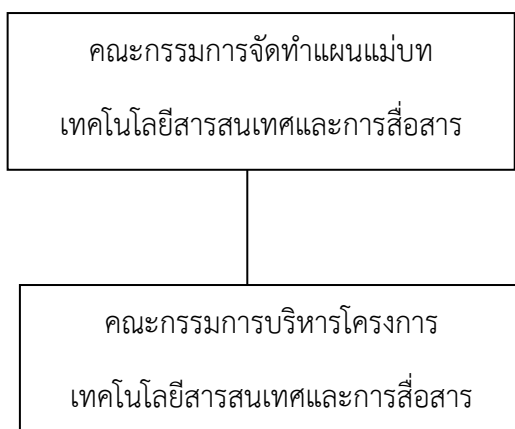 คณะกรรมการจัดทำแผนแม่บท
เทคโนโลยีสารสนเทศและการสื่อสาร
คณะกรรมการบริหารโครงการ
เทคโนโลยีสารสนเทศและการสื่อสาร